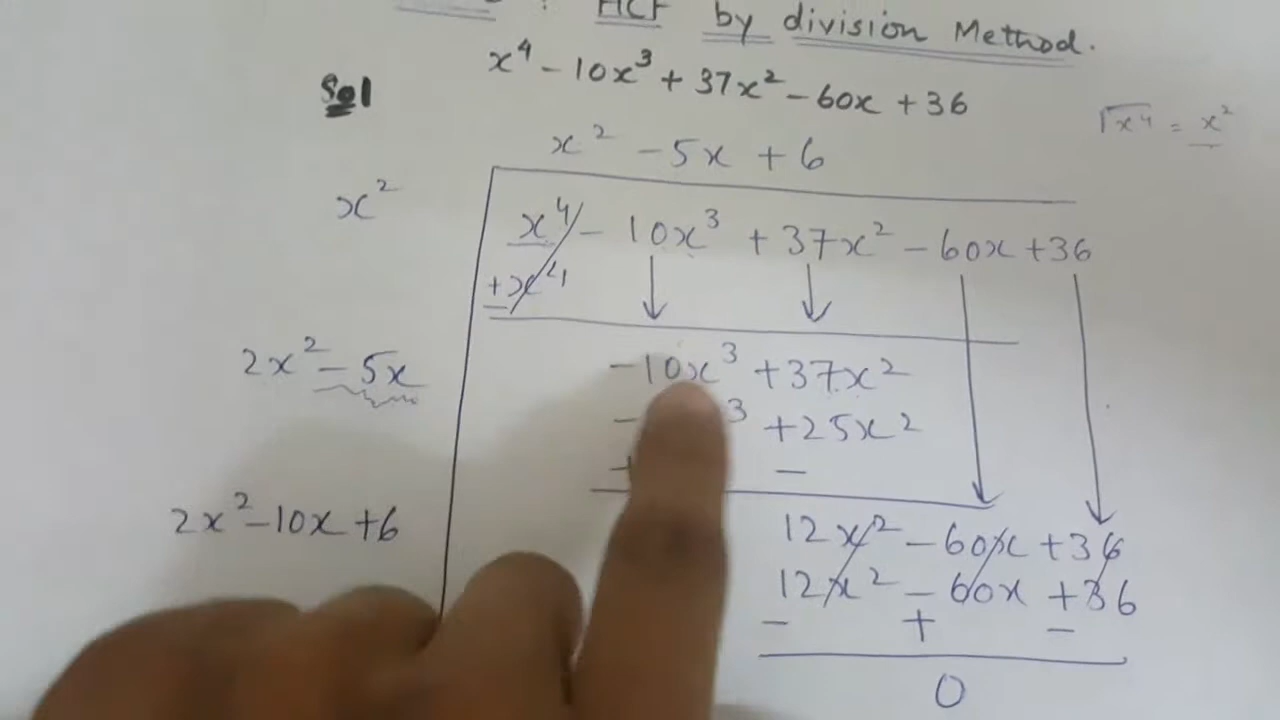 : HCF by division Method.
x⁴ - 10x³ + 37x² - 60x + 36
Sol
√x⁴ = x²
x² - 5x + 6
x²
x⁴ - 10x³ + 37x² - 60x + 36
+x⁴
-
2x² - 5x
-10x³ + 37x²
- ³ + 25x²
+ -
2x² - 10x + 6
12x² - 60x + 36
12x² - 60x + 36
- + -
0